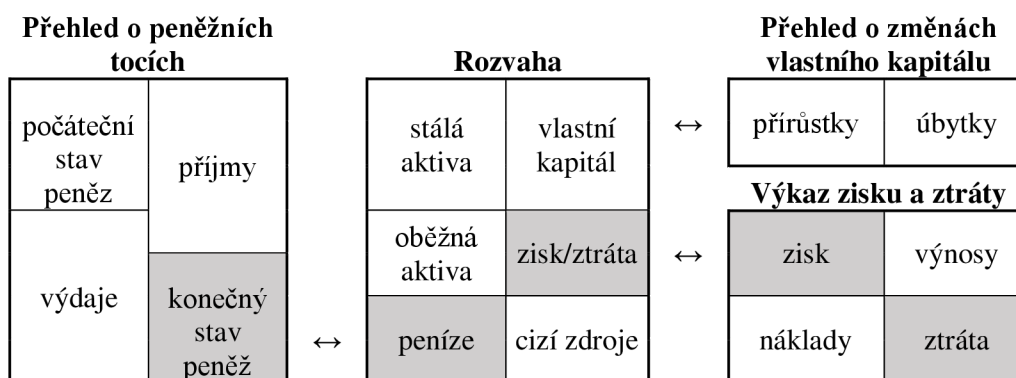 Přehled o peněžních
tocích
počáteční
stav
peněz
příjmy
výdaje
konečný
stav
peněž
↔
Rozvaha
stálá
aktiva
vlastní
kapitál
oběžná
aktiva
zisk/ztráta
peníze
cizí zdroje
↔
↔
Přehled o změnách
vlastního kapitálu
přírůstky
úbytky
Výkaz zisku a ztráty
zisk
výnosy
náklady
ztráta